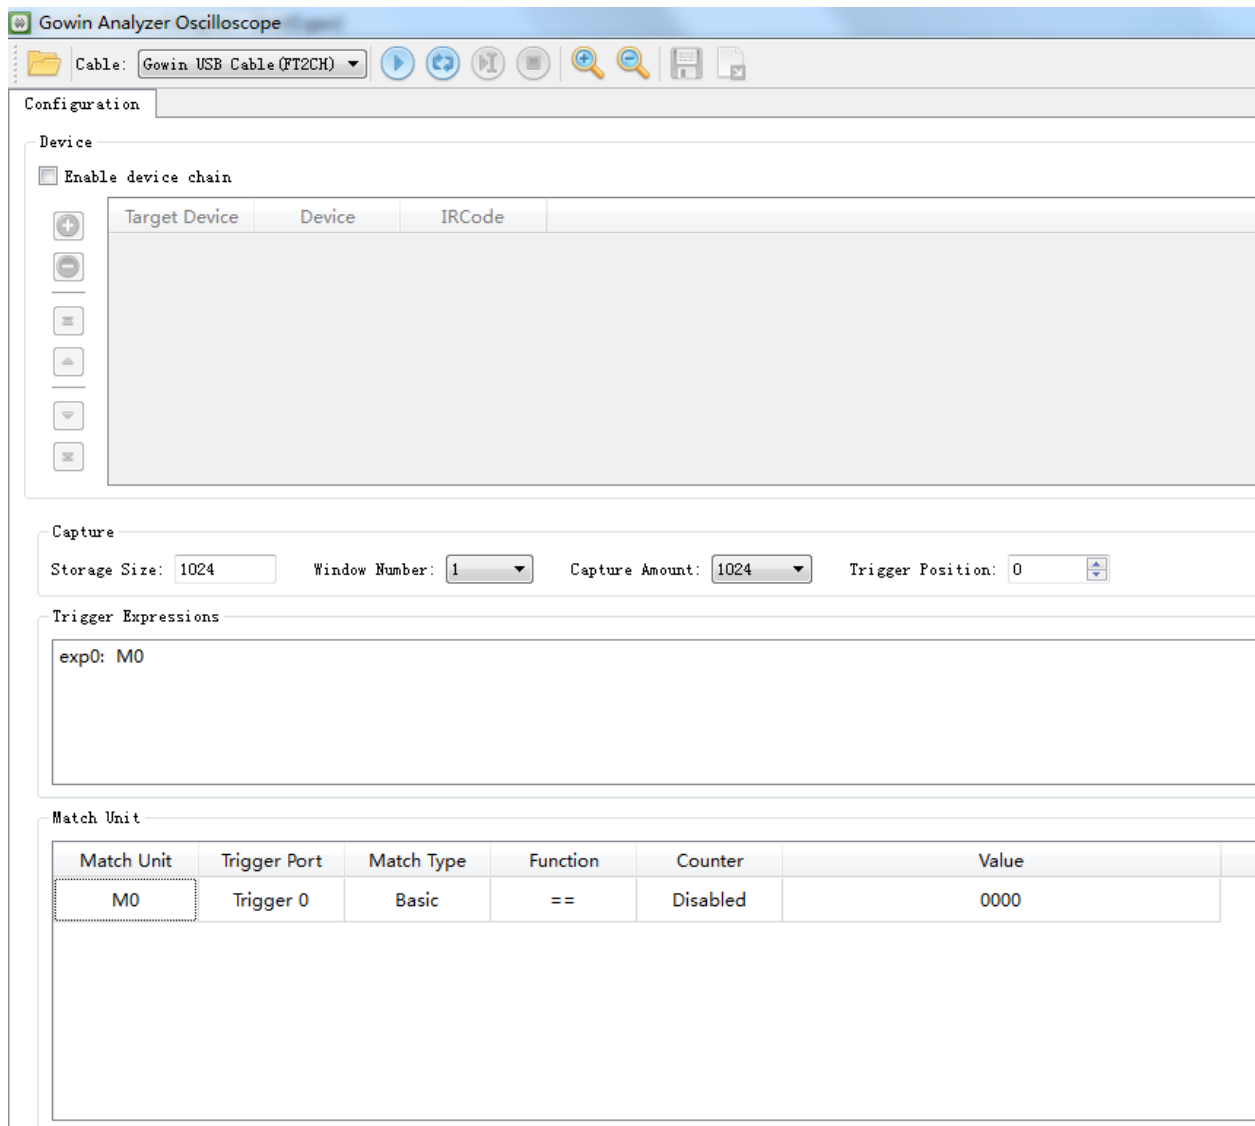 Gowin Analyzer Oscilloscope
Cable: Gowin USB Cable(FT2CH)
Configuration
Device
Enable device chain
Target Device Device IRCode
Capture
Storage Size: 1024 Window Number: 1 Capture Amount: 1024 Trigger Position: 0
Trigger Expressions
exp0: M0
Match Unit
Match Unit Trigger Port Match Type Function Counter Value
M0 Trigger 0 Basic == Disabled 0000